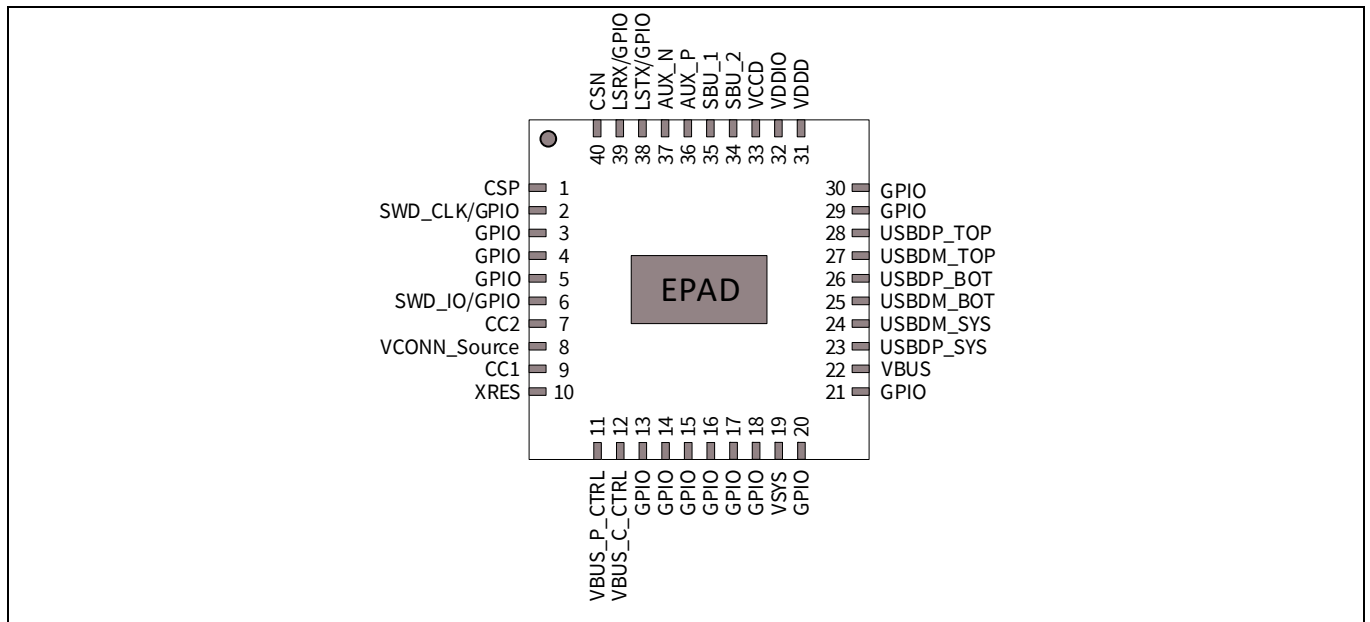 CSN
LSRX/GPIO
LSTX/GPIO
AUX_N
AUX_P
SBU_1
SBU_2
VCCD
VDDIO
VDDD
40
39
38
37
36
35
34
33
32
31
CSP 1
SWD_CLK/GPIO 2
GPIO 3
GPIO 4
GPIO 5
SWD_IO/GPIO 6
CC2 7
VCONN_Source 8
CC1 9
XRES 10
EPAD
30 GPIO
29 GPIO
28 USBDP_TOP
27 USBDM_TOP
26 USBDP_BOT
25 USBDM_BOT
24 USBDM_SYS
23 USBDP_SYS
22 VBUS
21 GPIO
11
12
13
14
15
16
17
18
19
20
VBUS_P_CTRL
VBUS_C_CTRL
GPIO
GPIO
GPIO
GPIO
GPIO
GPIO
VSYS
GPIO